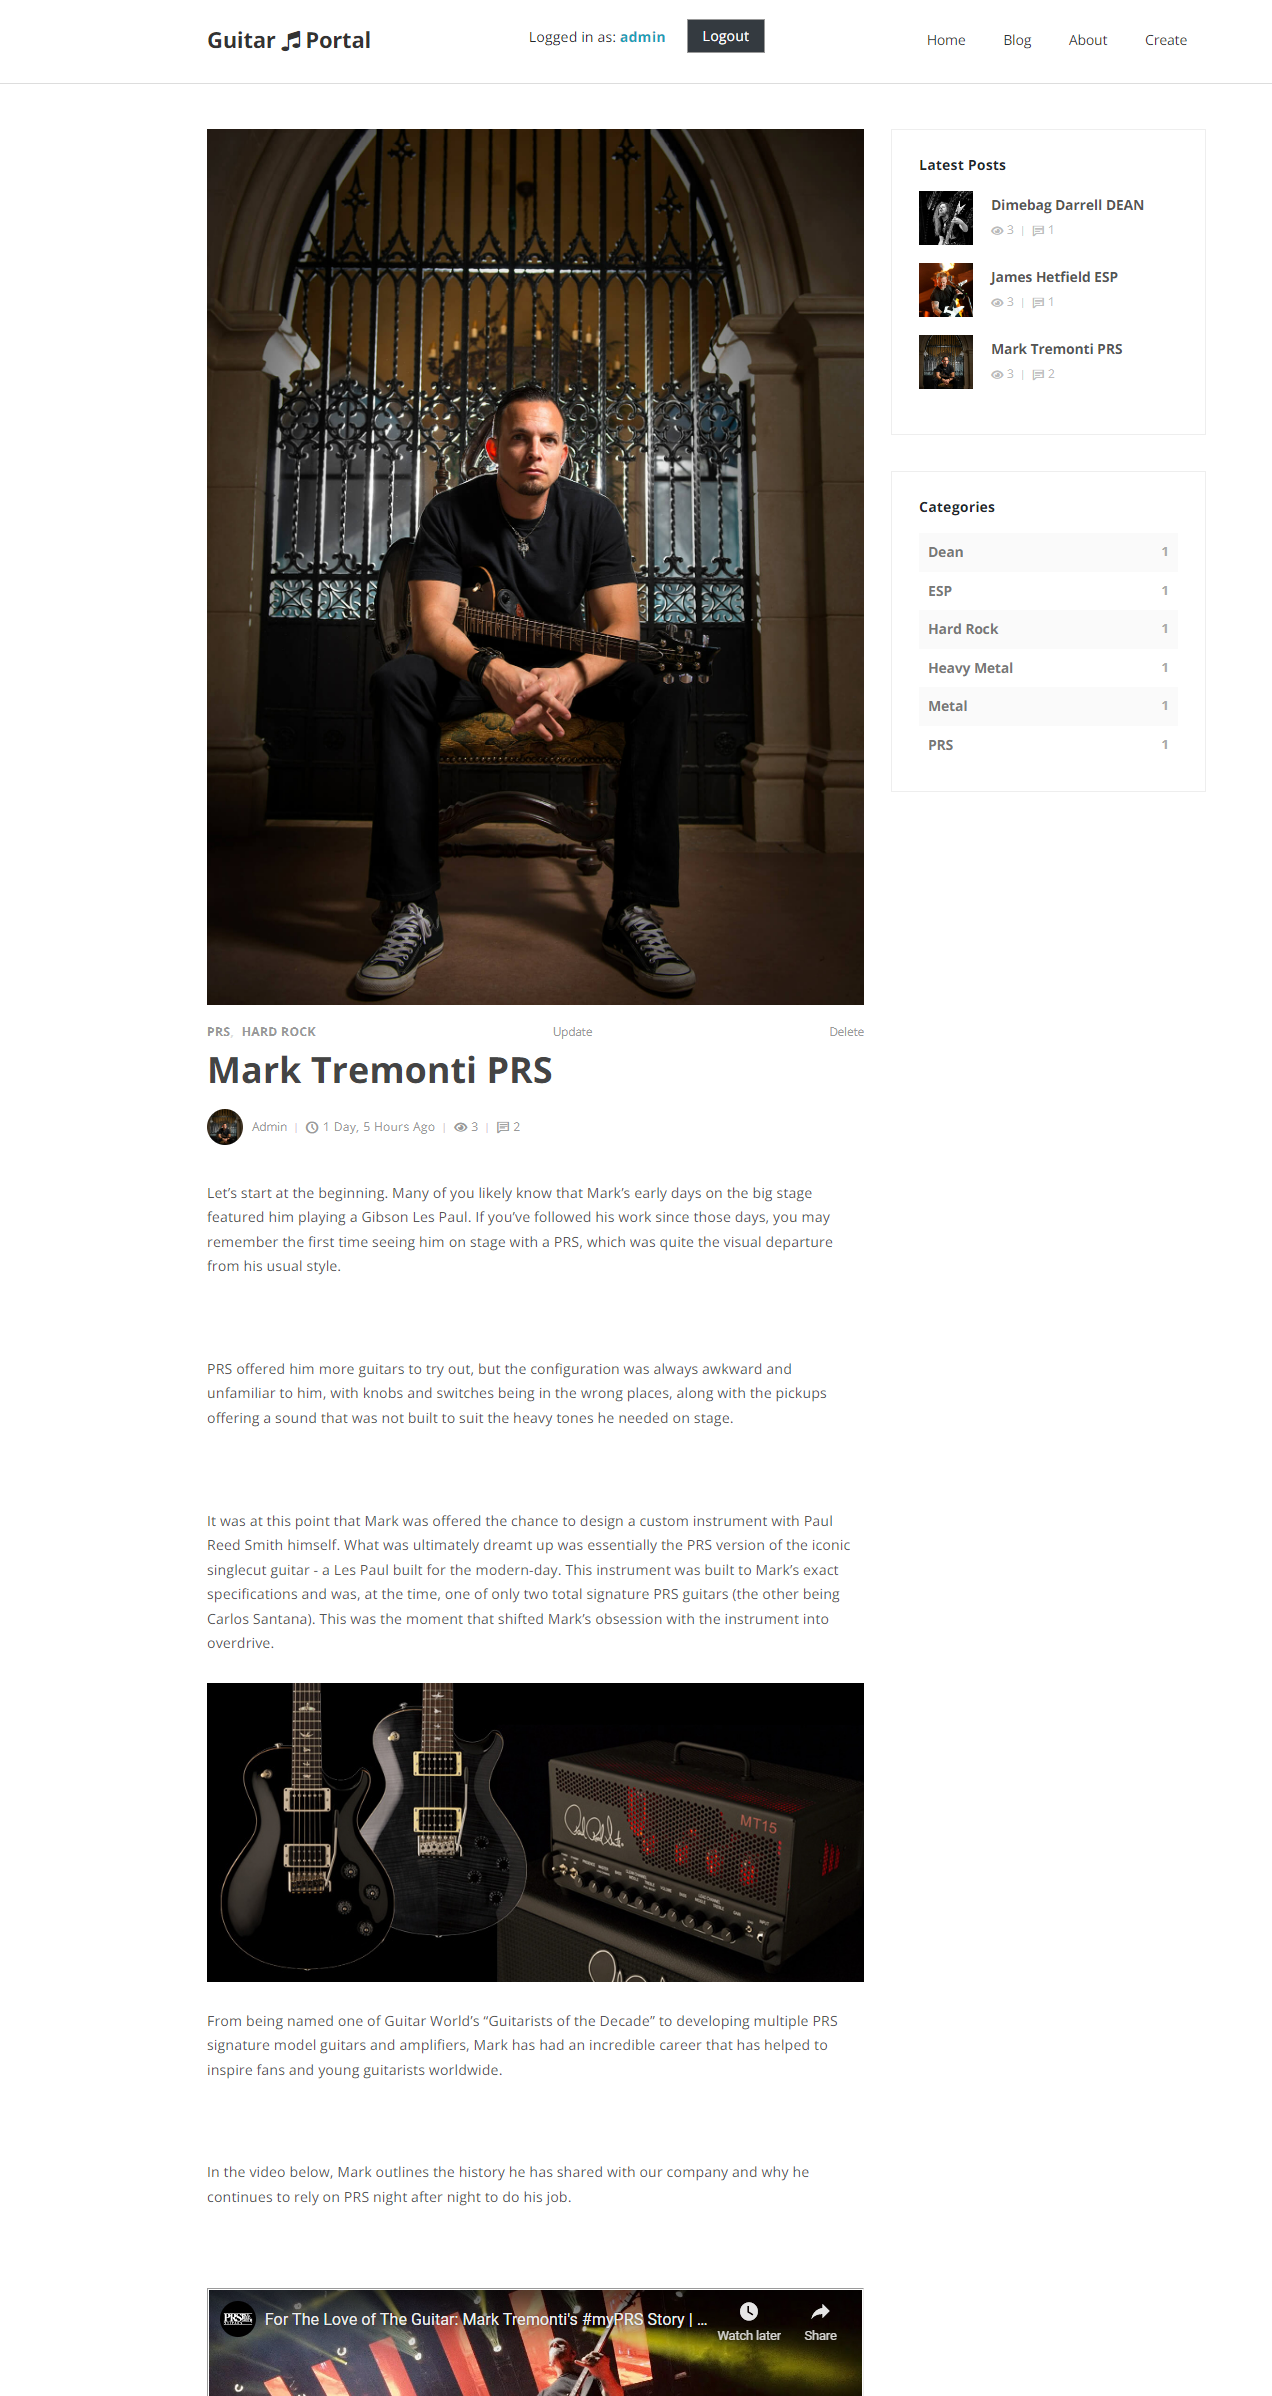 Guitar Portal
Logged in as: admin
Logout
Home
Blog
About
Create
Latest Posts
Dimebag Darrell DEAN
3 | 1
James Hetfield ESP
3 | 1
Mark Tremonti PRS
3 | 2
Categories
Dean 1
ESP 1
Hard Rock 1
Heavy Metal 1
Metal 1
PRS 1
PRS, HARD ROCK
Update
Delete
Mark Tremonti PRS
Admin | 1 Day, 5 Hours Ago | 3 | 2
Let’s start at the beginning. Many of you likely know that Mark’s early days on the big stage
featured him playing a Gibson Les Paul. If you’ve followed his work since those days, you may
remember the first time seeing him on stage with a PRS, which was quite the visual departure
from his usual style.
PRS offered him more guitars to try out, but the configuration was always awkward and
unfamiliar to him, with knobs and switches being in the wrong places, along with the pickups
offering a sound that was not built to suit the heavy tones he needed on stage.
It was at this point that Mark was offered the chance to design a custom instrument with Paul
Reed Smith himself. What was ultimately dreamt up was essentially the PRS version of the iconic
singlecut guitar - a Les Paul built for the modern-day. This instrument was built to Mark’s exact
specifications and was, at the time, one of only two total signature PRS guitars (the other being
Carlos Santana). This was the moment that shifted Mark’s obsession with the instrument into
overdrive.
MT15
From being named one of Guitar World’s “Guitarists of the Decade” to developing multiple PRS
signature model guitars and amplifiers, Mark has had an incredible career that has helped to
inspire fans and young guitarists worldwide.
In the video below, Mark outlines the history he has shared with our company and why he
continues to rely on PRS night after night to do his job.
PRS
For The Love of The Guitar: Mark Tremonti's #myPRS Story | ...
Watch later
Share